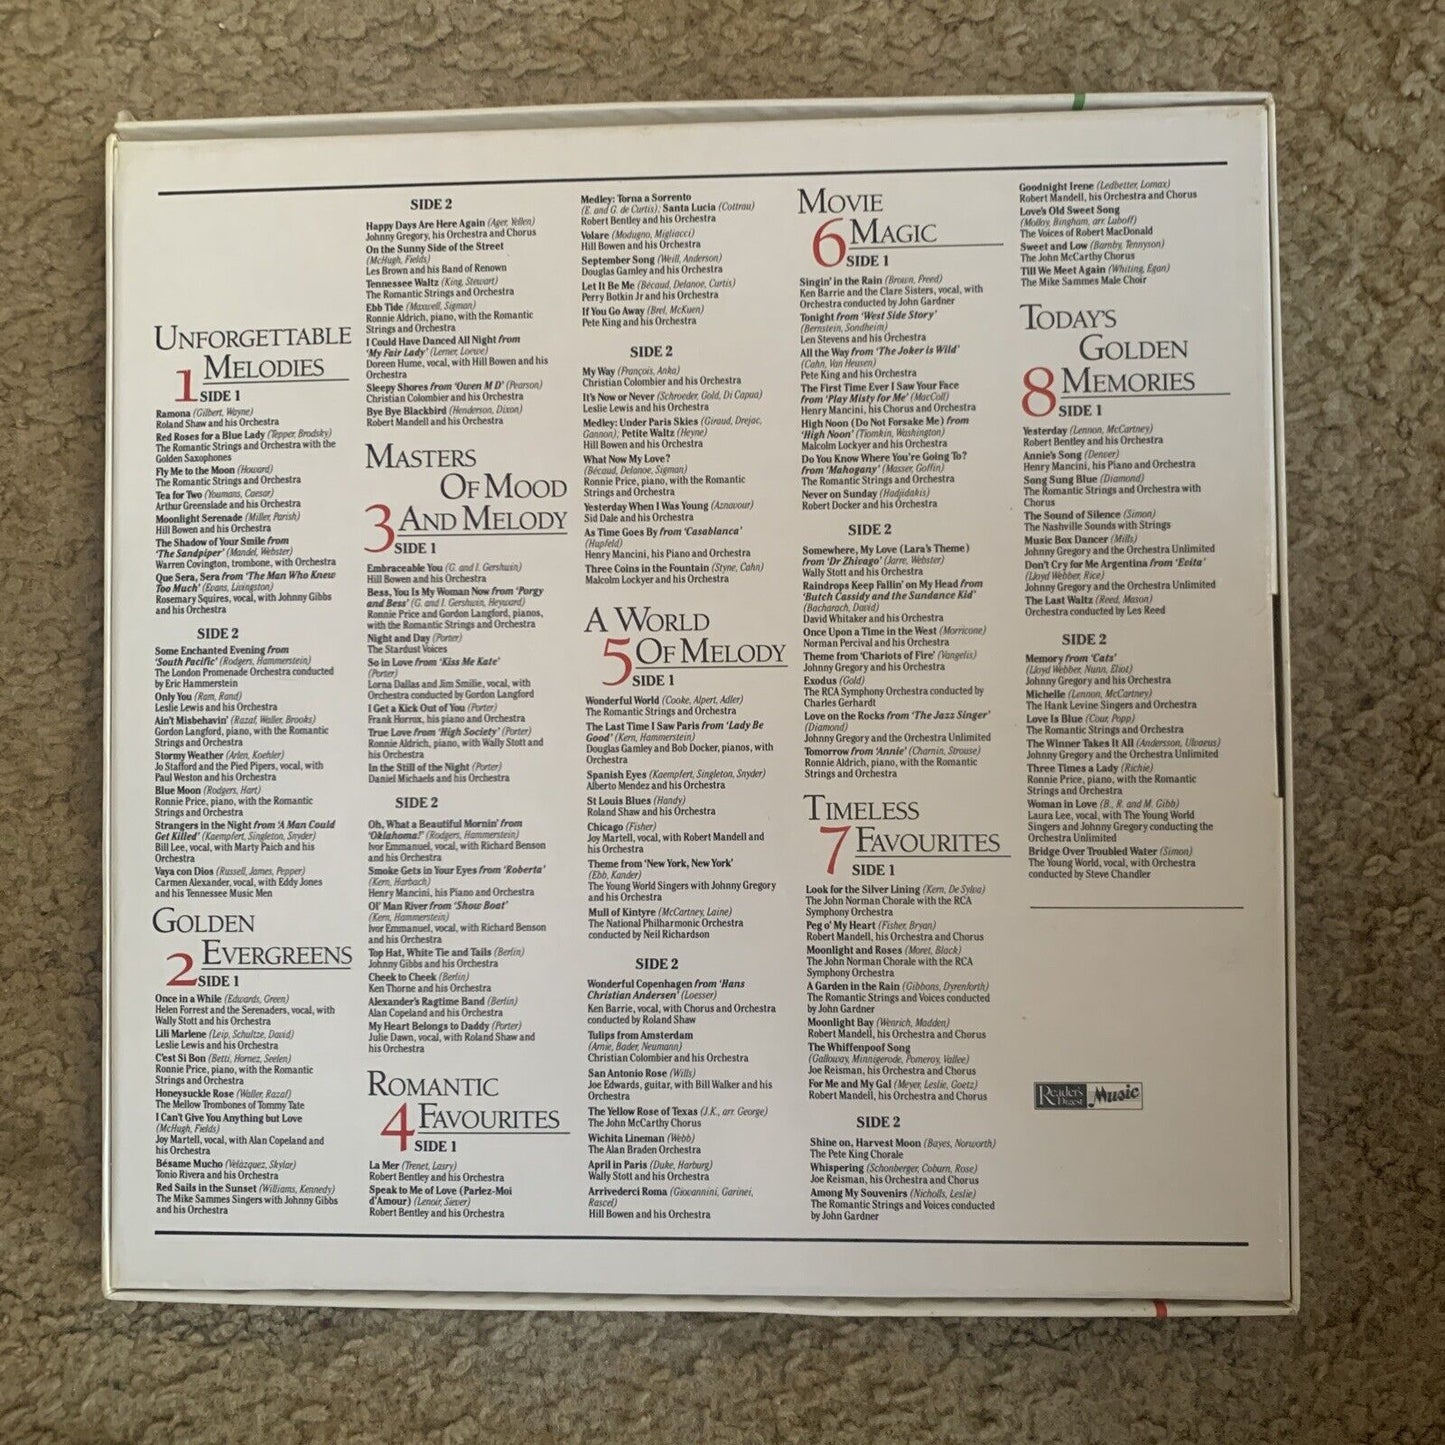 UNFORGETTABLE
MELODIES
1 SIDE 1
Ramona (Gilbert, Wayne)
Roland Shaw and his Orchestra
Red Roses for a Blue Lady (Tepper, Brodsky)
The Romantic Strings and Orchestra with the
Golden Saxophones
Fly Me to the Moon (Howard)
The Romantic Strings and Orchestra
Tea for Two (Youmans, Caesar)
Arthur Greenslade and his Orchestra
Moonlight Serenade (Miller, Parish)
Hill Bowen and his Orchestra
The Shadow of Your Smile from
'The Sandpiper' (Mandel, Webster)
Warren Covington, trombone, with Orchestra
Que Sera, Sera from 'The Man Who Knew
Too Much' (Evans, Livingston)
Rosemary Squires, vocal, with Johnny Gibbs
and his Orchestra
SIDE 2
Some Enchanted Evening from
'South Pacific' (Rodgers, Hammerstein)
The London Promenade Orchestra conducted
by Eric Hammerstein
Only You (Ram, Rand)
Leslie Lewis and his Orchestra
Ain't Misbehavin' (Razaf, Waller, Brooks)
Gordon Langford, piano, with the Romantic
Strings and Orchestra
Stormy Weather (Arlen, Koehler)
Jo Stafford and the Pied Pipers, vocal, with
Paul Weston and his Orchestra
Blue Moon (Rodgers, Hart)
Ronnie Price, piano, with the Romantic
Strings and Orchestra
Strangers in the Night from 'A Man Could
Get Killed' (Kaempfert, Singleton, Snyder)
Bill Lee, vocal, with Marty Paich and his
Orchestra
Vaya con Dios (Russell, James, Pepper)
Carmen Alexander, vocal, with Eddy Jones
and his Tennessee Music Men
GOLDEN
EVERGREENS
2 SIDE 1
Once in a While (Edwards, Green)
Helen Forrest and the Serenaders, vocal, with
Wally Stott and his Orchestra
Lili Marlene (Leip, Schultze, David)
Leslie Lewis and his Orchestra
C'est Si Bon (Betti, Hornez, Seelen)
Ronnie Price, piano, with the Romantic
Strings and Orchestra
Honeysuckle Rose (Waller, Razaf)
The Mellow Trombones of Tommy Tate
I Can't Give You Anything but Love
(McHugh, Fields)
Joy Martell, vocal, with Alan Copeland and
his Orchestra
Bésame Mucho (Velázquez, Skylar)
Tonio Rivera and his Orchestra
Red Sails in the Sunset (Williams, Kennedy)
The Mike Sammes Singers with Johnny Gibbs
and his Orchestra
SIDE 2
Happy Days Are Here Again (Ager, Yellen)
Johnny Gregory, his Orchestra and Chorus
On the Sunny Side of the Street
(McHugh, Fields)
Les Brown and his Band of Renown
Tennessee Waltz (King, Stewart)
The Romantic Strings and Orchestra
Ebb Tide (Maxwell, Sigman)
Ronnie Aldrich, piano, with the Romantic
Strings and Orchestra
I Could Have Danced All Night from
'My Fair Lady' (Lerner, Loewe)
Doreen Hume, vocal, with Hill Bowen and his
Orchestra
Sleepy Shores from 'Owen M D' (Pearson)
Christian Colombier and his Orchestra
Bye Bye Blackbird (Henderson, Dixon)
Robert Mandell and his Orchestra
MASTERS
OF MOOD
AND MELODY
3 SIDE 1
Embraceable You (G. and I. Gershwin)
Hill Bowen and his Orchestra
Bess, You Is My Woman Now from 'Porgy
and Bess' (G. and I. Gershwin, Heyward)
Ronnie Price and Gordon Langford, pianos,
with the Romantic Strings and Orchestra
Night and Day (Porter)
The Stardust Voices
So in Love from 'Kiss Me Kate'
(Porter)
Lorna Dallas and Jim Smilie, vocal, with
Orchestra conducted by Gordon Langford
I Get a Kick Out of You (Porter)
Frank Horrox, his piano and Orchestra
True Love from 'High Society' (Porter)
Ronnie Aldrich, piano, with Wally Stott and
his Orchestra
In the Still of the Night (Porter)
Daniel Michaels and his Orchestra
SIDE 2
Oh, What a Beautiful Mornin' from
'Oklahoma!' (Rodgers, Hammerstein)
Ivor Emmanuel, vocal, with Richard Benson
and his Orchestra
Smoke Gets in Your Eyes from 'Roberta'
(Kern, Harbach)
Henry Mancini, his Piano and Orchestra
Ol' Man River from 'Show Boat'
(Kern, Hammerstein)
Ivor Emmanuel, vocal, with Richard Benson
and his Orchestra
Top Hat, White Tie and Tails (Berlin)
Johnny Gibbs and his Orchestra
Cheek to Cheek (Berlin)
Ken Thorne and his Orchestra
Alexander's Ragtime Band (Berlin)
Alan Copeland and his Orchestra
My Heart Belongs to Daddy (Porter)
Julie Dawn, vocal, with Roland Shaw and
his Orchestra
ROMANTIC
FAVOURITES
4 SIDE 1
La Mer (Trenet, Lasry)
Robert Bentley and his Orchestra
Speak to Me of Love (Parlez-Moi
d'Amour) (Lenoir, Siever)
Robert Bentley and his Orchestra
Medley: Torna a Sorrento
(E. and G. de Curtis); Santa Lucia (Cottrau)
Robert Bentley and his Orchestra
Volare (Modugno, Migliacci)
Hill Bowen and his Orchestra
September Song (Weill, Anderson)
Douglas Gamley and his Orchestra
Let It Be Me (Bécaud, Delanoe, Curtis)
Perry Botkin Jr and his Orchestra
If You Go Away (Brel, McKuen)
Pete King and his Orchestra
SIDE 2
My Way (François, Anka)
Christian Colombier and his Orchestra
It's Now or Never (Schroeder, Gold, Di Capua)
Leslie Lewis and his Orchestra
Medley: Under Paris Skies (Giraud, Drejac,
Gannon); Petite Waltz (Heyne)
Hill Bowen and his Orchestra
What Now My Love?
(Bécaud, Delanoe, Sigman)
Ronnie Price, piano, with the Romantic
Strings and Orchestra
Yesterday When I Was Young (Aznavour)
Sid Dale and his Orchestra
As Time Goes By from 'Casablanca'
(Hupfeld)
Henry Mancini, his Piano and Orchestra
Three Coins in the Fountain (Styne, Cahn)
Malcolm Lockyer and his Orchestra
A WORLD
OF MELODY
5 SIDE 1
Wonderful World (Cooke, Alpert, Adler)
The Romantic Strings and Orchestra
The Last Time I Saw Paris from 'Lady Be
Good' (Kern, Hammerstein)
Douglas Gamley and Bob Docker, pianos, with
Orchestra
Spanish Eyes (Kaempfert, Singleton, Snyder)
Alberto Mendez and his Orchestra
St Louis Blues (Handy)
Roland Shaw and his Orchestra
Chicago (Fisher)
Joy Martell, vocal, with Robert Mandell and
his Orchestra
Theme from 'New York, New York'
(Ebb, Kander)
The Young World Singers with Johnny Gregory
and his Orchestra
Mull of Kintyre (McCartney, Laine)
The National Philharmonic Orchestra
conducted by Neil Richardson
SIDE 2
Wonderful Copenhagen from 'Hans
Christian Andersen' (Loesser)
Ken Barrie, vocal, with Chorus and Orchestra
conducted by Roland Shaw
Tulips from Amsterdam
(Arnie, Bader, Neumann)
Christian Colombier and his Orchestra
San Antonio Rose (Wills)
Joe Edwards, guitar, with Bill Walker and his
Orchestra
The Yellow Rose of Texas (J.K., arr. George)
The John McCarthy Chorus
Wichita Lineman (Webb)
The Alan Braden Orchestra
April in Paris (Duke, Harburg)
Wally Stott and his Orchestra
Arrivederci Roma (Giovannini, Garinei,
Rascel)
Hill Bowen and his Orchestra
MOVIE
MAGIC
6 SIDE 1
Singin' in the Rain (Brown, Freed)
Ken Barrie and the Clare Sisters, vocal, with
Orchestra conducted by John Gardner
Tonight from 'West Side Story'
(Bernstein, Sondheim)
Len Stevens and his Orchestra
All the Way from 'The Joker is Wild'
(Cahn, Van Heusen)
Pete King and his Orchestra
The First Time Ever I Saw Your Face
from 'Play Misty for Me' (MacColl)
Henry Mancini, his Chorus and Orchestra
High Noon (Do Not Forsake Me) from
'High Noon' (Tiomkin, Washington)
Malcolm Lockyer and his Orchestra
Do You Know Where You're Going To?
from 'Mahogany' (Masser, Goffin)
The Romantic Strings and Orchestra
Never on Sunday (Hadjidakis)
Robert Docker and his Orchestra
SIDE 2
Somewhere, My Love (Lara's Theme)
from 'Dr Zhivago' (Jarre, Webster)
Wally Stott and his Orchestra
Raindrops Keep Fallin' on My Head from
'Butch Cassidy and the Sundance Kid'
(Bacharach, David)
David Whitaker and his Orchestra
Once Upon a Time in the West (Morricone)
Norman Percival and his Orchestra
Theme from 'Chariots of Fire' (Vangelis)
Johnny Gregory and his Orchestra
Exodus (Gold)
The RCA Symphony Orchestra conducted by
Charles Gerhardt
Love on the Rocks from 'The Jazz Singer'
(Diamond)
Johnny Gregory and the Orchestra Unlimited
Tomorrow from 'Annie' (Charnin, Strouse)
Ronnie Aldrich, piano, with the Romantic
Strings and Orchestra
TIMELESS
FAVOURITES
7 SIDE 1
Look for the Silver Lining (Kern, De Sylva)
The John Norman Chorale with the RCA
Symphony Orchestra
Peg o' My Heart (Fisher, Bryan)
Robert Mandell, his Orchestra and Chorus
Moonlight and Roses (Moret, Black)
The John Norman Chorale with the RCA
Symphony Orchestra
A Garden in the Rain (Gibbons, Dyrenforth)
The Romantic Strings and Voices conducted
by John Gardner
Moonlight Bay (Wenrich, Madden)
Robert Mandell, his Orchestra and Chorus
The Whiffenpoof Song
(Galloway, Minnigerode, Pomeroy, Vallee)
Joe Reisman, his Orchestra and Chorus
For Me and My Gal (Meyer, Leslie, Goetz)
Robert Mandell, his Orchestra and Chorus
SIDE 2
Shine on, Harvest Moon (Bayes, Norworth)
The Pete King Chorale
Whispering (Schonberger, Coburn, Rose)
Joe Reisman, his Orchestra and Chorus
Among My Souvenirs (Nicholls, Leslie)
The Romantic Strings and Voices conducted
by John Gardner
Goodnight Irene (Ledbetter, Lomax)
Robert Mandell, his Orchestra and Chorus
Love's Old Sweet Song
(Molloy, Bingham, arr. Luboff)
The Voices of Robert MacDonald
Sweet and Low (Barnby, Tennyson)
The John McCarthy Chorus
Till We Meet Again (Whiting, Egan)
The Mike Sammes Male Choir
TODAY'S
GOLDEN
MEMORIES
8 SIDE 1
Yesterday (Lennon, McCartney)
Robert Bentley and his Orchestra
Annie's Song (Denver)
Henry Mancini, his Piano and Orchestra
Song Sung Blue (Diamond)
The Romantic Strings and Orchestra with
Chorus
The Sound of Silence (Simon)
The Nashville Sounds with Strings
Music Box Dancer (Mills)
Johnny Gregory and the Orchestra Unlimited
Don't Cry for Me Argentina from 'Evita'
(Lloyd Webber, Rice)
Johnny Gregory and the Orchestra Unlimited
The Last Waltz (Reed, Mason)
Orchestra conducted by Les Reed
SIDE 2
Memory from 'Cats'
(Lloyd Webber, Nunn, Eliot)
Johnny Gregory and his Orchestra
Michelle (Lennon, McCartney)
The Hank Levine Singers and Orchestra
Love Is Blue (Cour, Popp)
The Romantic Strings and Orchestra
The Winner Takes It All (Andersson, Ulvaeus)
Johnny Gregory and the Orchestra Unlimited
Three Times a Lady (Richie)
Ronnie Price, piano, with the Romantic
Strings and Orchestra
Woman in Love (B., R. and M. Gibb)
Laura Lee, vocal, with The Young World
Singers and Johnny Gregory conducting the
Orchestra Unlimited
Bridge Over Troubled Water (Simon)
The Young World, vocal, with Orchestra
conducted by Steve Chandler
Reader's
Digest Music